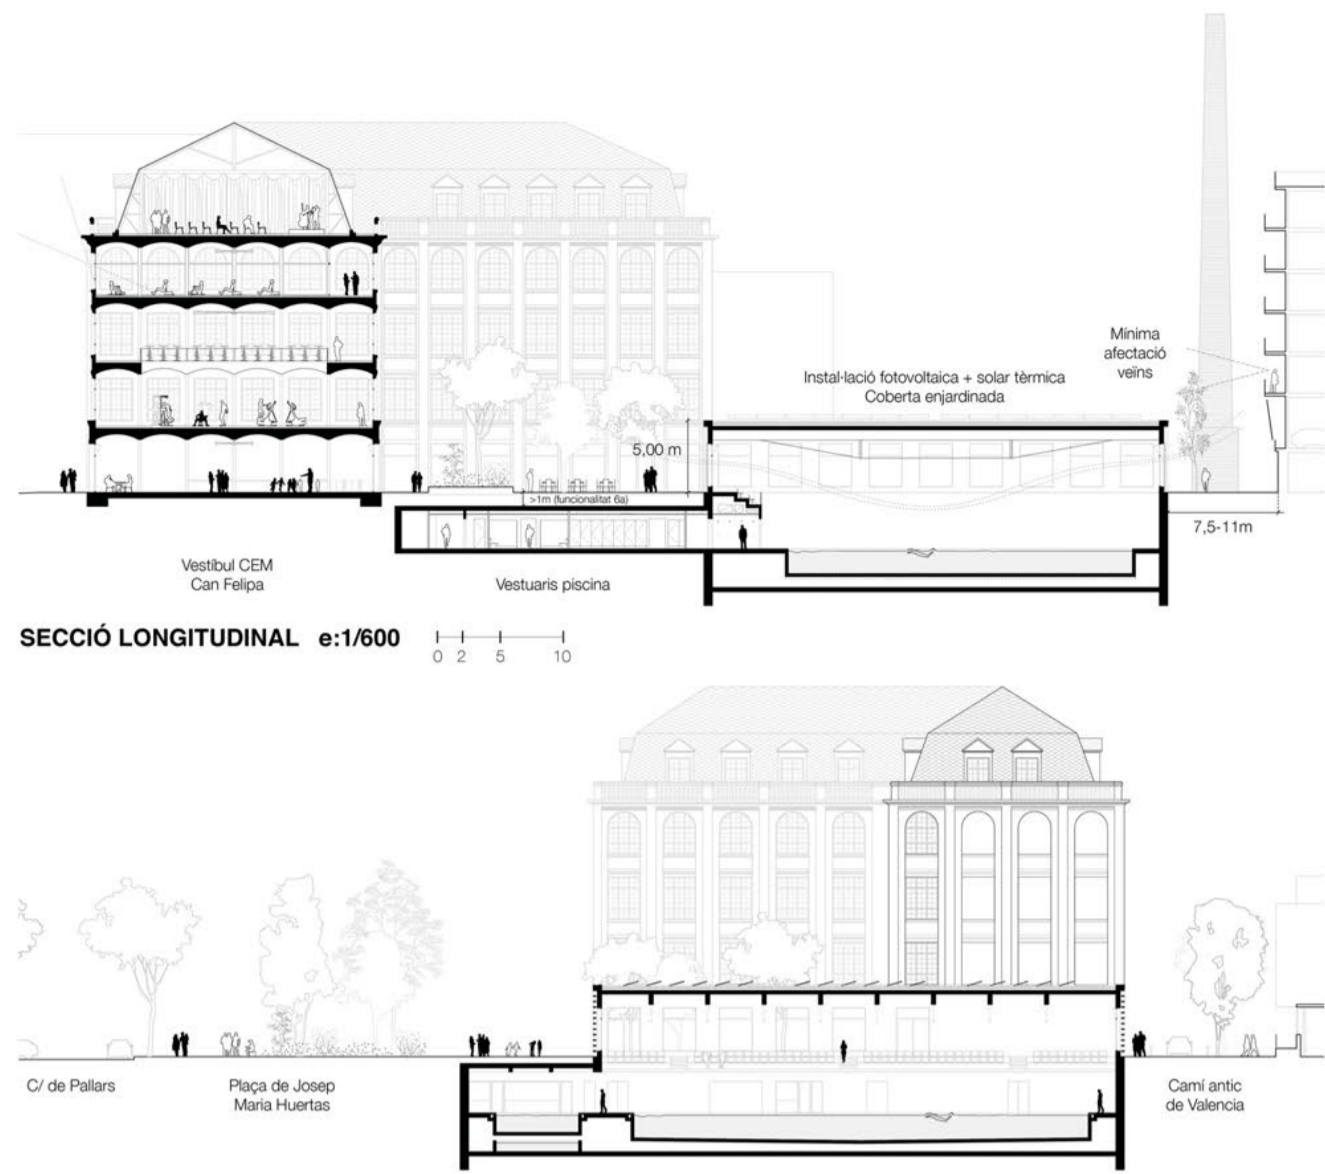 Mínima
afectació
veïns
Instal·lació fotovoltaica + solar tèrmica
Coberta enjardinada
5,00 m
>1m (funcionalitat 6a)
7,5-11m
Vestíbul CEM
Can Felipa
Vestuaris piscina
SECCIÓ LONGITUDINAL e:1/600
0 2 5 10
C/ de Pallars
Plaça de Josep
Maria Huertas
Camí antic
de Valencia